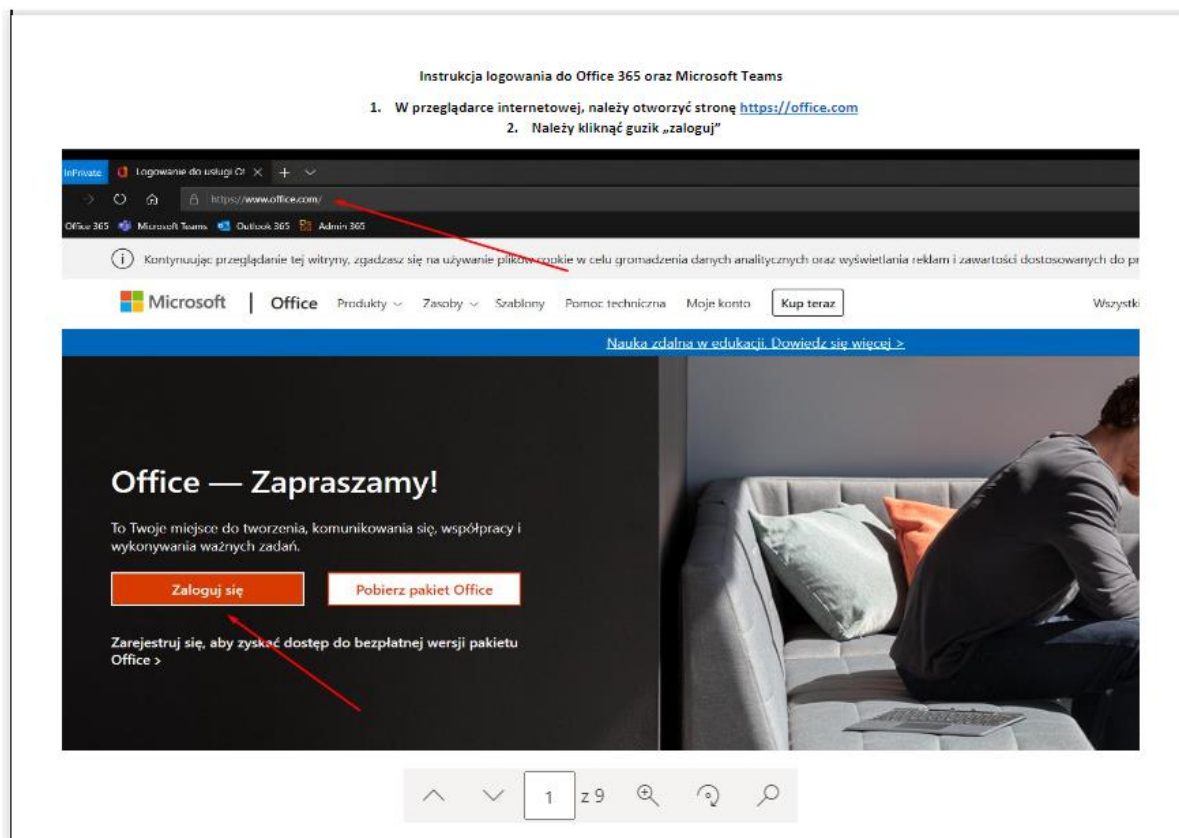 Instrukcja logowania do Office 365 oraz Microsoft Teams
1. W przeglądarce internetowej, należy otworzyć stronę https://office.com
2. Należy kliknąć guzik „zaloguj”
InPrivate Logowanie do usługi Of
https://www.office.com/
Office 365 Microsoft Teams Outlook 365 Admin 365
Kontynuując przeglądanie tej witryny, zgadzasz się na używanie plików cookie w celu gromadzenia danych analitycznych oraz wyświetlania reklam i zawartości dostosowanych do pr
Microsoft | Office Produkty Zasoby Szablony Pomoc techniczna Moje konto Kup teraz Wszystki
Nauka zdalna w edukacji. Dowiedz się więcej >
Office — Zapraszamy!
To Twoje miejsce do tworzenia, komunikowania się, współpracy i
wykonywania ważnych zadań.
Zaloguj się Pobierz pakiet Office
Zarejestruj się, aby zyskać dostęp do bezpłatnej wersji pakietu
Office >
1 z 9